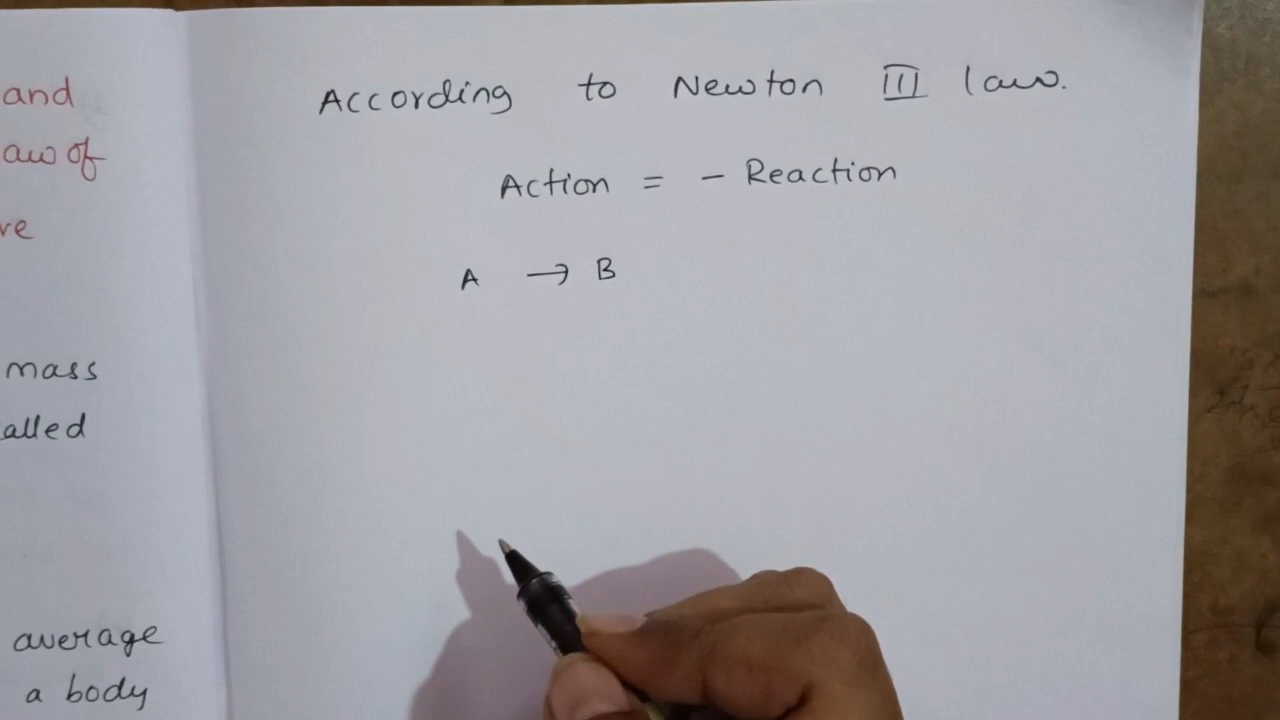 and
aw of
re
mass
alled
average
a body
According to Newton III law.
Action = - Reaction
A → B